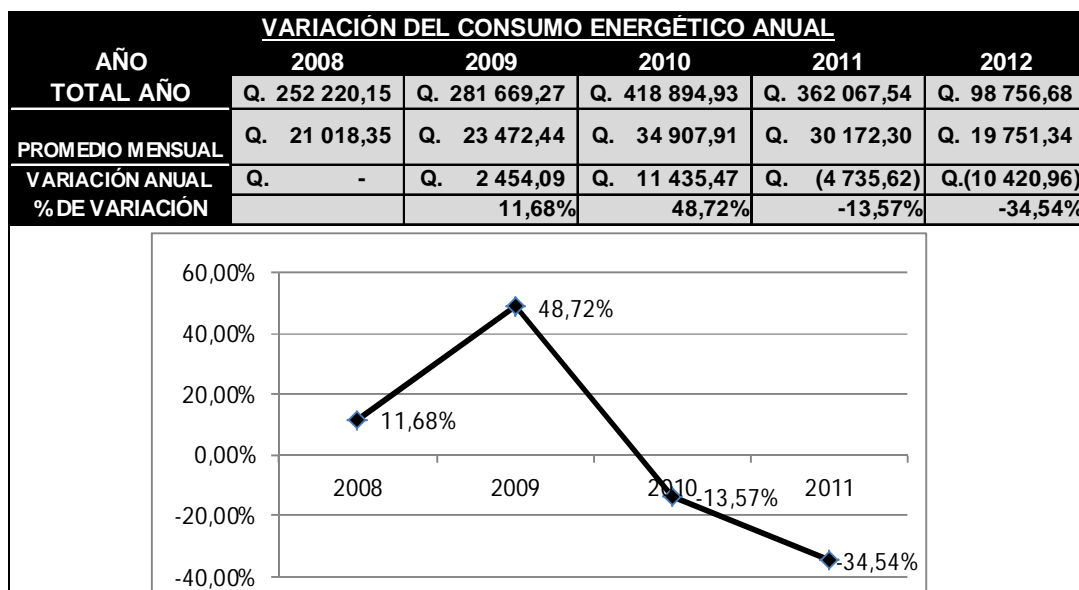 VARIACIÓN DEL CONSUMO ENERGÉTICO ANUAL
AÑO 2008 2009 2010 2011 2012
TOTAL AÑO Q. 252 220,15 Q. 281 669,27 Q. 418 894,93 Q. 362 067,54 Q. 98 756,68
PROMEDIO MENSUAL Q. 21 018,35 Q. 23 472,44 Q. 34 907,91 Q. 30 172,30 Q. 19 751,34
VARIACIÓN ANUAL Q. - Q. 2 454,09 Q. 11 435,47 Q. (4 735,62) Q.(10 420,96)
% DE VARIACIÓN 11,68% 48,72% -13,57% -34,54%
60,00%
48,72%
40,00%
20,00%
11,68%
0,00%
2008 2009 2010 2011
-13,57%
-20,00%
-34,54%
-40,00%